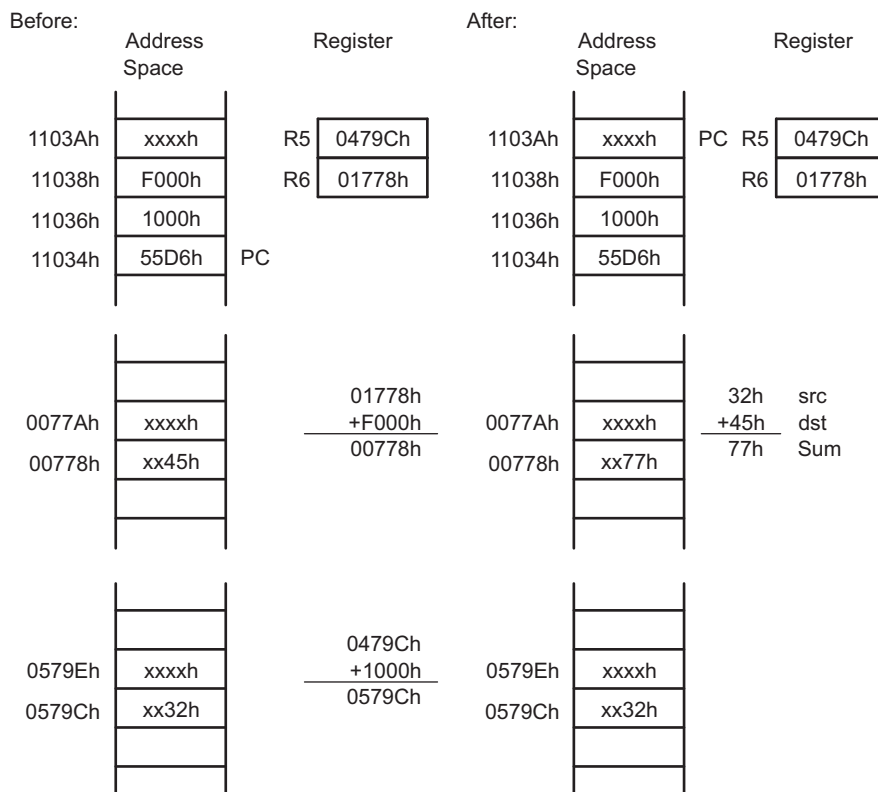 Before:
Address Space
Register
1103Ah xxxxh R5 0479Ch
11038h F000h R6 01778h
11036h 1000h
11034h 55D6h PC
01778h
0077Ah xxxxh +F000h
00778h xx45h 00778h
0479Ch
0579Eh xxxxh +1000h
0579Ch xx32h 0579Ch
After:
Address Space
Register
1103Ah xxxxh PC R5 0479Ch
11038h F000h R6 01778h
11036h 1000h
11034h 55D6h
32h src
0077Ah xxxxh +45h dst
00778h xx77h 77h Sum
0579Eh xxxxh
0579Ch xx32h